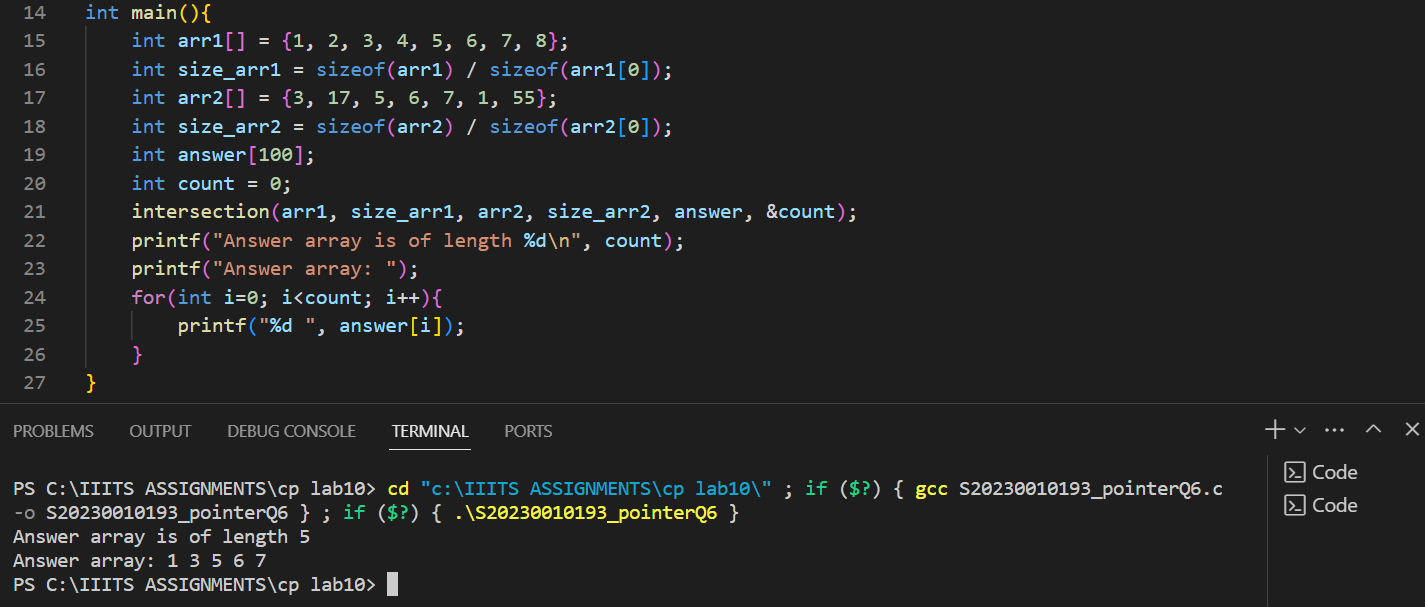 14 int main(){
15     int arr1[] = {1, 2, 3, 4, 5, 6, 7, 8};
16     int size_arr1 = sizeof(arr1) / sizeof(arr1[0]);
17     int arr2[] = {3, 17, 5, 6, 7, 1, 55};
18     int size_arr2 = sizeof(arr2) / sizeof(arr2[0]);
19     int answer[100];
20     int count = 0;
21     intersection(arr1, size_arr1, arr2, size_arr2, answer, &count);
22     printf("Answer array is of length %d\n", count);
23     printf("Answer array: ");
24     for(int i=0; i<count; i++){
25         printf("%d ", answer[i]);
26     }
27 }
PROBLEMS OUTPUT DEBUG CONSOLE TERMINAL PORTS
PS C:\IIITS ASSIGNMENTS\cp lab10> cd "c:\IIITS ASSIGNMENTS\cp lab10\" ; if ($?) { gcc S20230010193_pointerQ6.c
-o S20230010193_pointerQ6 } ; if ($?) { .\S20230010193_pointerQ6 }
Answer array is of length 5
Answer array: 1 3 5 6 7
PS C:\IIITS ASSIGNMENTS\cp lab10>
Code
Code